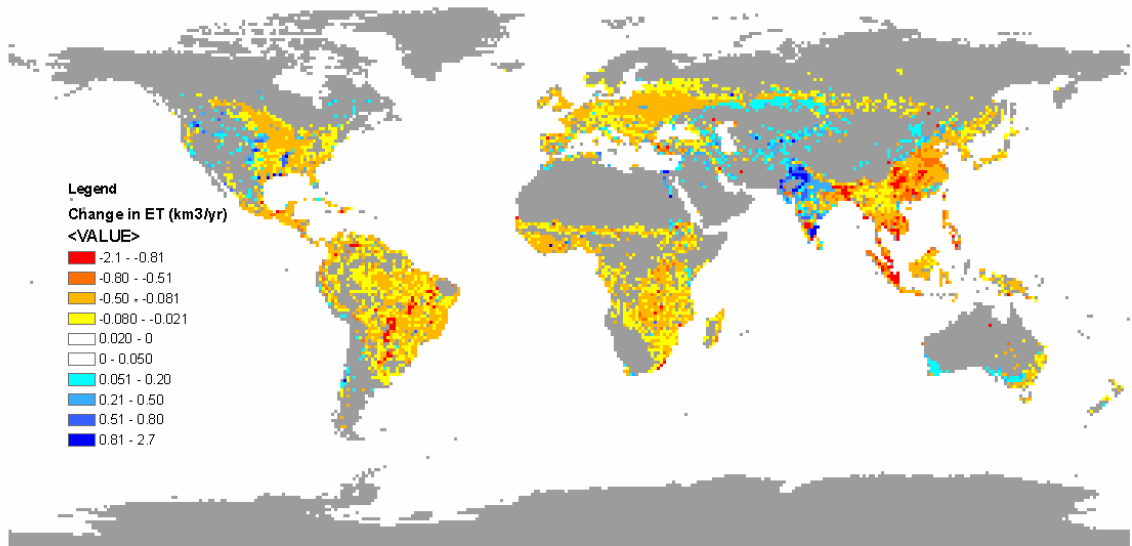 Legend
Change in ET (km3/yr)
<VALUE>
-2.1 - -0.81
-0.80 - -0.51
-0.50 - -0.081
-0.080 - -0.021
0.020 - 0
0 - 0.050
0.051 - 0.20
0.21 - 0.50
0.51 - 0.80
0.81 - 2.7